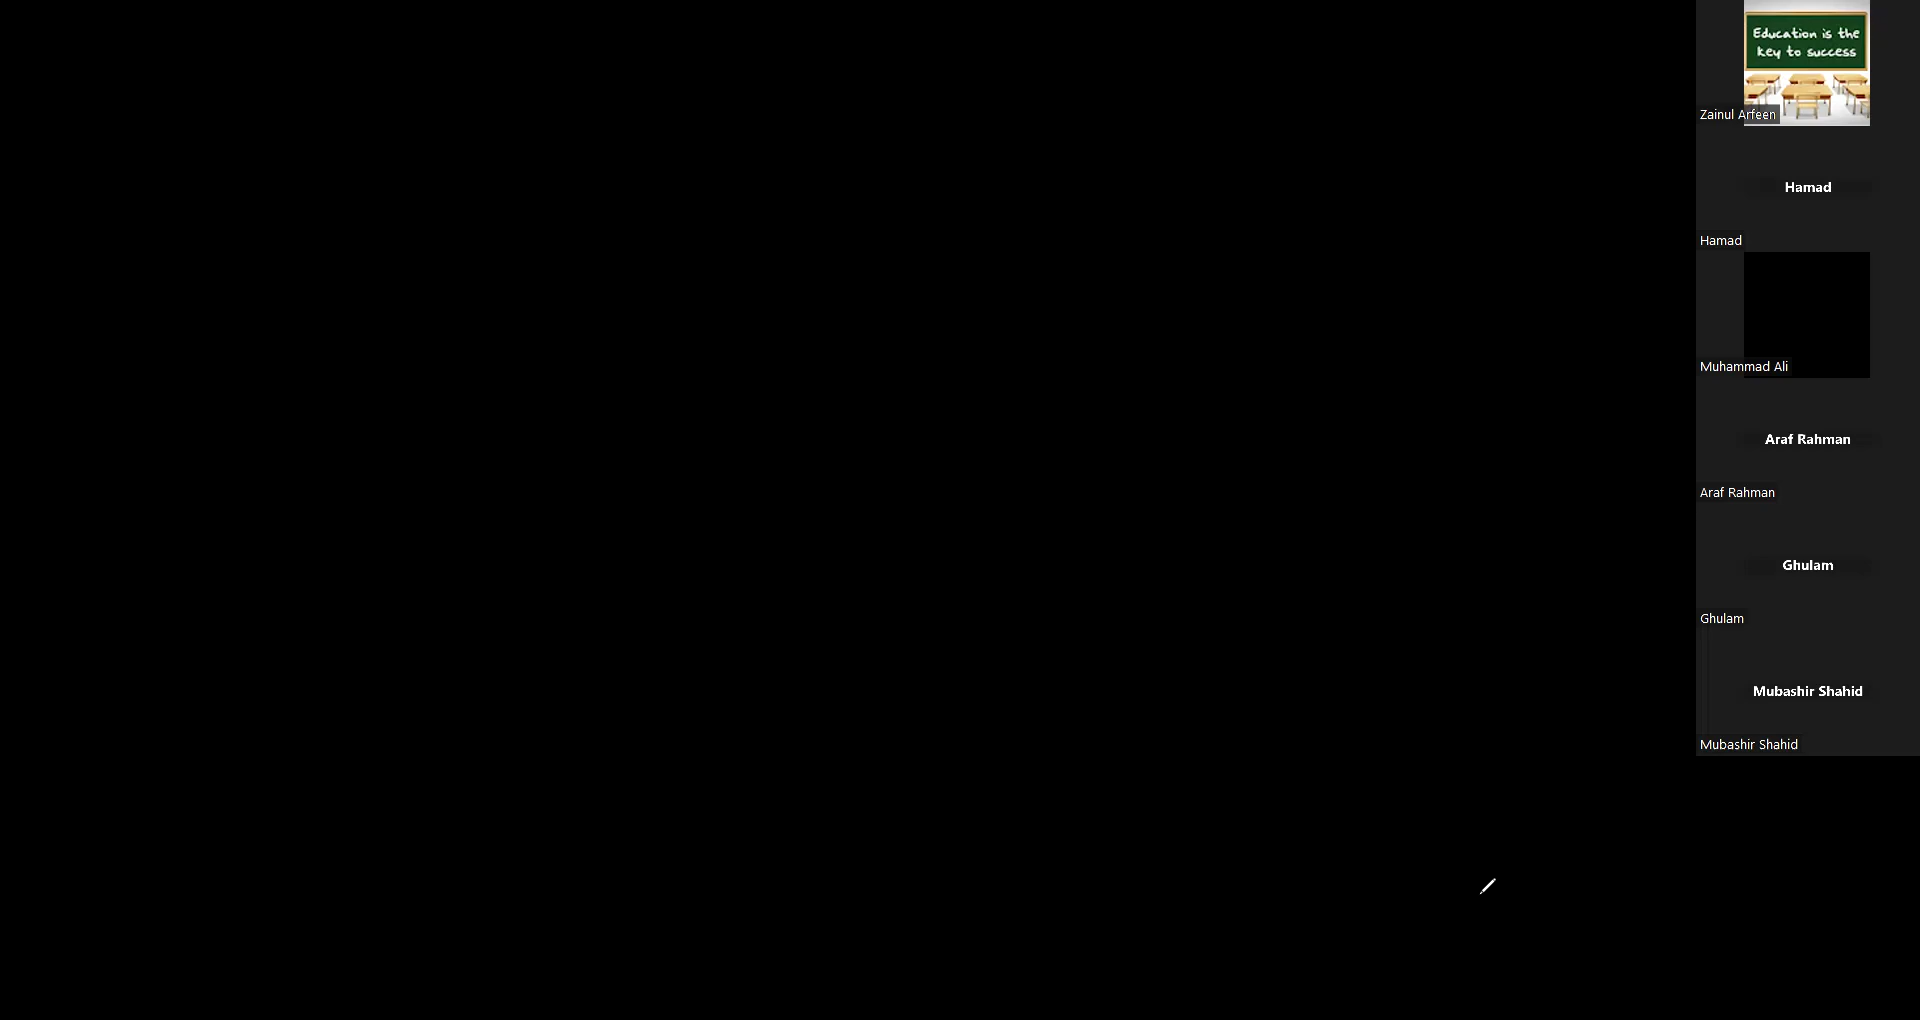 Education is the
key to success
Zainul Arfeen
Hamad
Hamad
Muhammad Ali
Araf Rahman
Araf Rahman
Ghulam
Ghulam
Mubashir Shahid
Mubashir Shahid